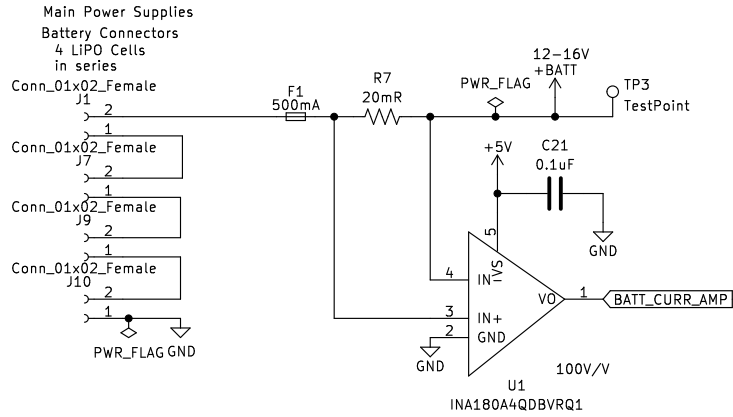 Main Power Supplies
Battery Connectors
4 LiPO Cells
in series
Conn_01x02_Female
J1
2
1
Conn_01x02_Female
J7
2
1
Conn_01x02_Female
J9
2
1
Conn_01x02_Female
J10
2
1
PWR_FLAG
GND
F1
500mA
R7
20mR
PWR_FLAG
12-16V
+BATT
TP3
TestPoint
+5V
C21
0.1uF
GND
5
VS
4
IN-
3
IN+
2
GND
GND
VO
1
BATT_CURR_AMP
100V/V
U1
INA180A4QDBVRQ1